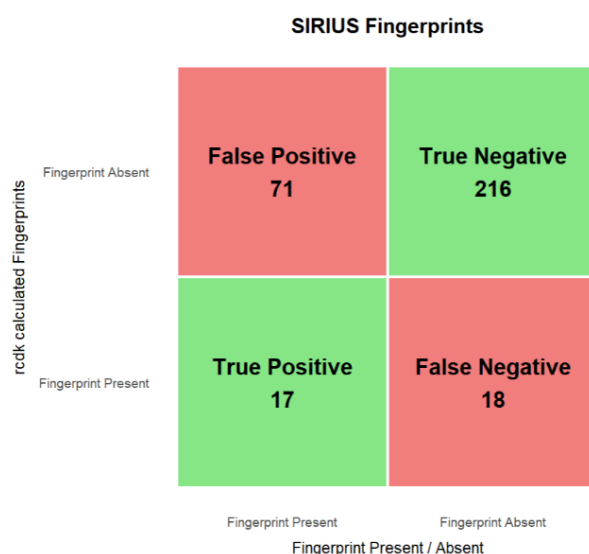 SIRIUS Fingerprints
rcdk calculated Fingerprints
Fingerprint Absent
False Positive
71
True Negative
216
Fingerprint Present
True Positive
17
False Negative
18
Fingerprint Present
Fingerprint Absent
Fingerprint Present / Absent